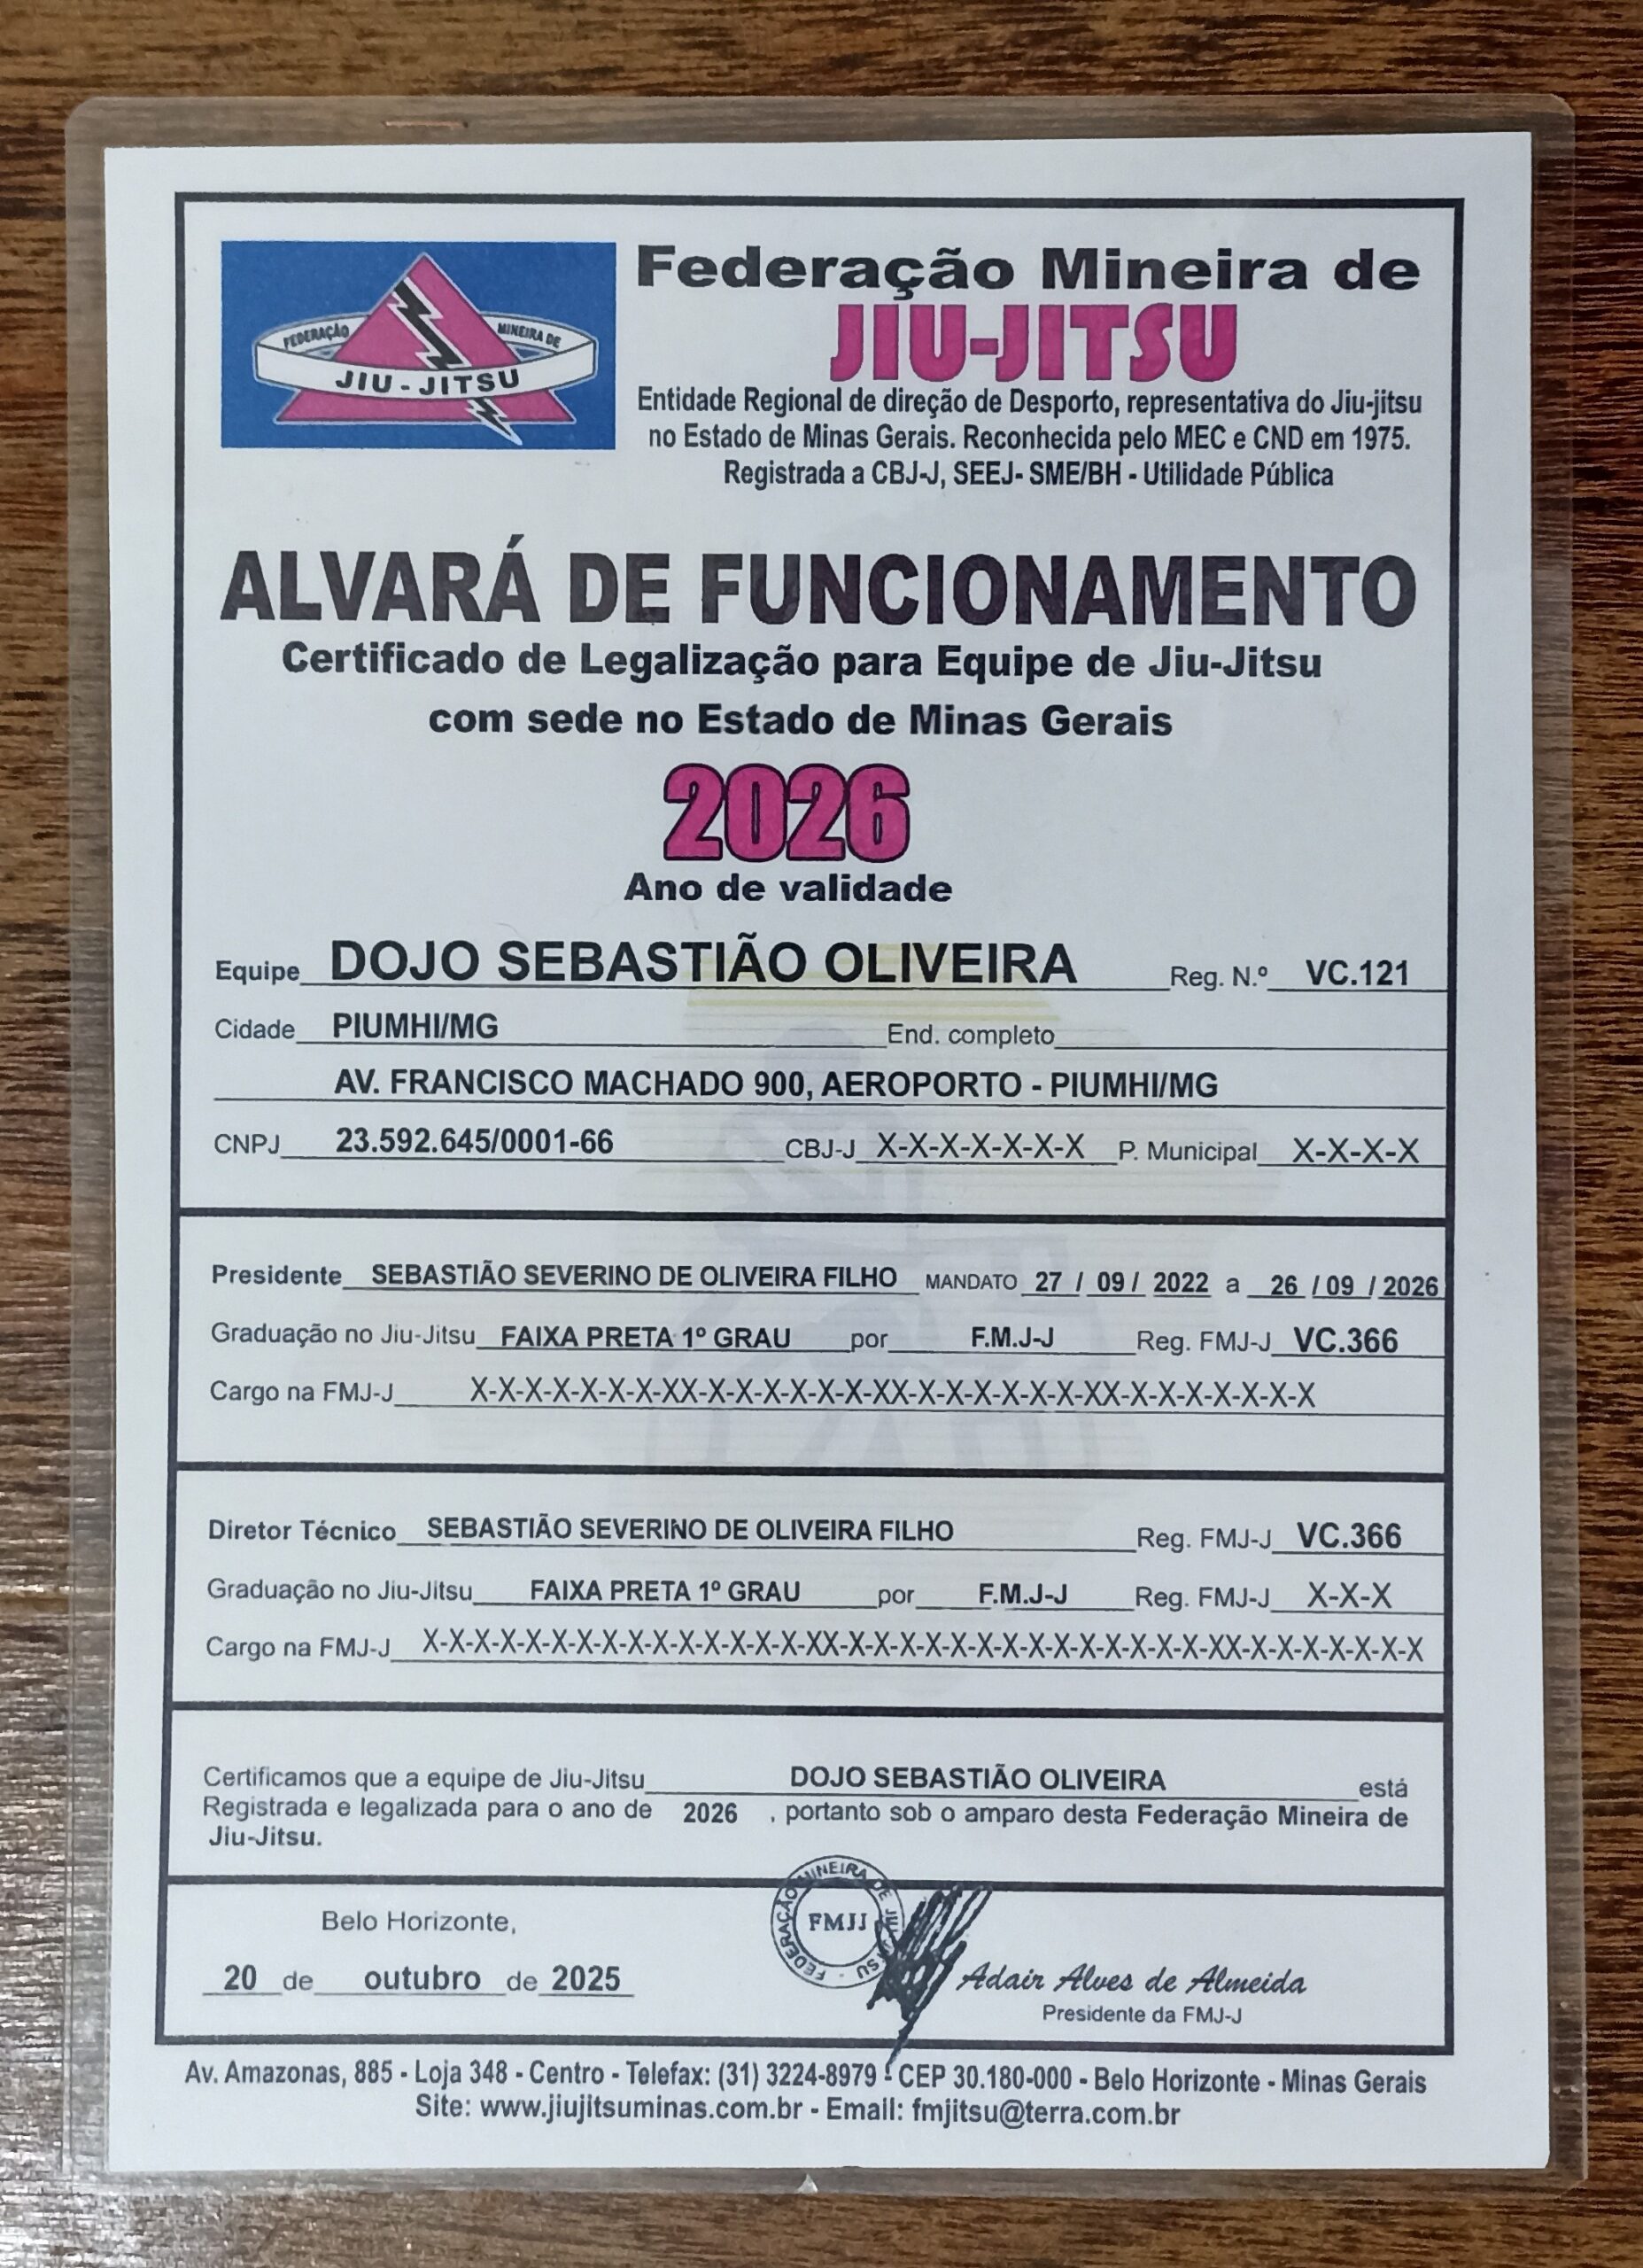 FEDERAÇÃO MINEIRA DE
JIU-JITSU
Federação Mineira de
JIU-JITSU
Entidade Regional de direção de Desporto, representativa do Jiu-jitsu
no Estado de Minas Gerais. Reconhecida pelo MEC e CND em 1975.
Registrada a CBJ-J, SEEJ- SME/BH - Utilidade Pública
ALVARÁ DE FUNCIONAMENTO
Certificado de Legalização para Equipe de Jiu-Jitsu
com sede no Estado de Minas Gerais
2026
Ano de validade
Equipe DOJO SEBASTIÃO OLIVEIRA Reg. N.º VC.121
Cidade PIUMHI/MG End. completo
AV. FRANCISCO MACHADO 900, AEROPORTO - PIUMHI/MG
CNPJ 23.592.645/0001-66 CBJ-J X-X-X-X-X-X-X P. Municipal X-X-X-X
Presidente SEBASTIÃO SEVERINO DE OLIVEIRA FILHO MANDATO 27 / 09 / 2022 a 26 / 09 / 2026
Graduação no Jiu-Jitsu FAIXA PRETA 1º GRAU por F.M.J-J Reg. FMJ-J VC.366
Cargo na FMJ-J X-X-X-X-X-X-X-XX-X-X-X-X-X-X-XX-X-X-X-X-X-X-XX-X-X-X-X-X-X-X
Diretor Técnico SEBASTIÃO SEVERINO DE OLIVEIRA FILHO Reg. FMJ-J VC.366
Graduação no Jiu-Jitsu FAIXA PRETA 1º GRAU por F.M.J-J Reg. FMJ-J X-X-X
Cargo na FMJ-J X-X-X-X-X-X-X-X-X-X-X-X-X-X-X-XX-X-X-X-X-X-X-X-X-X-X-X-X-X-X-XX-X-X-X-X-X-X-X
Certificamos que a equipe de Jiu-Jitsu DOJO SEBASTIÃO OLIVEIRA está
Registrada e legalizada para o ano de 2026 , portanto sob o amparo desta Federação Mineira de
Jiu-Jitsu.
Belo Horizonte,
20 de outubro de 2025
FEDERAÇÃO MINEIRA DE JIU JITSU
FMJJ
Adair Alves de Almeida
Presidente da FMJ-J
Av. Amazonas, 885 - Loja 348 - Centro - Telefax: (31) 3224-8979 - CEP 30.180-000 - Belo Horizonte - Minas Gerais
Site: www.jiujitsuminas.com.br - Email: fmjitsu@terra.com.br